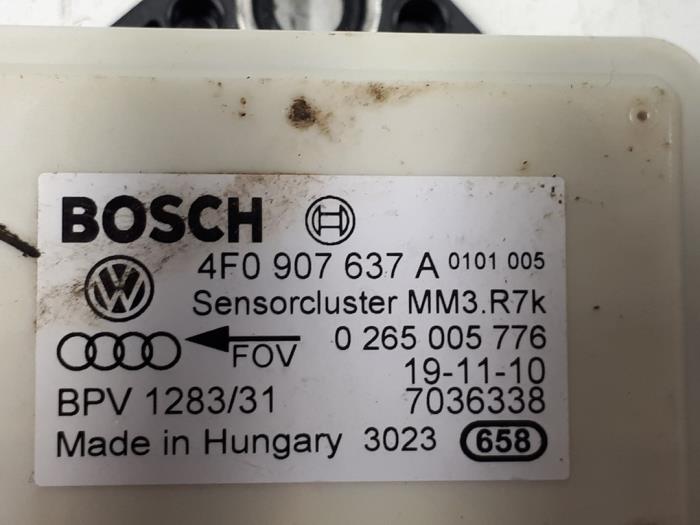 BOSCH
4F0 907 637 A 0101 005
Sensorcluster MM3.R7k
FOV 0 265 005 776
19-11-10
BPV 1283/31 7036338
Made in Hungary 3023 658